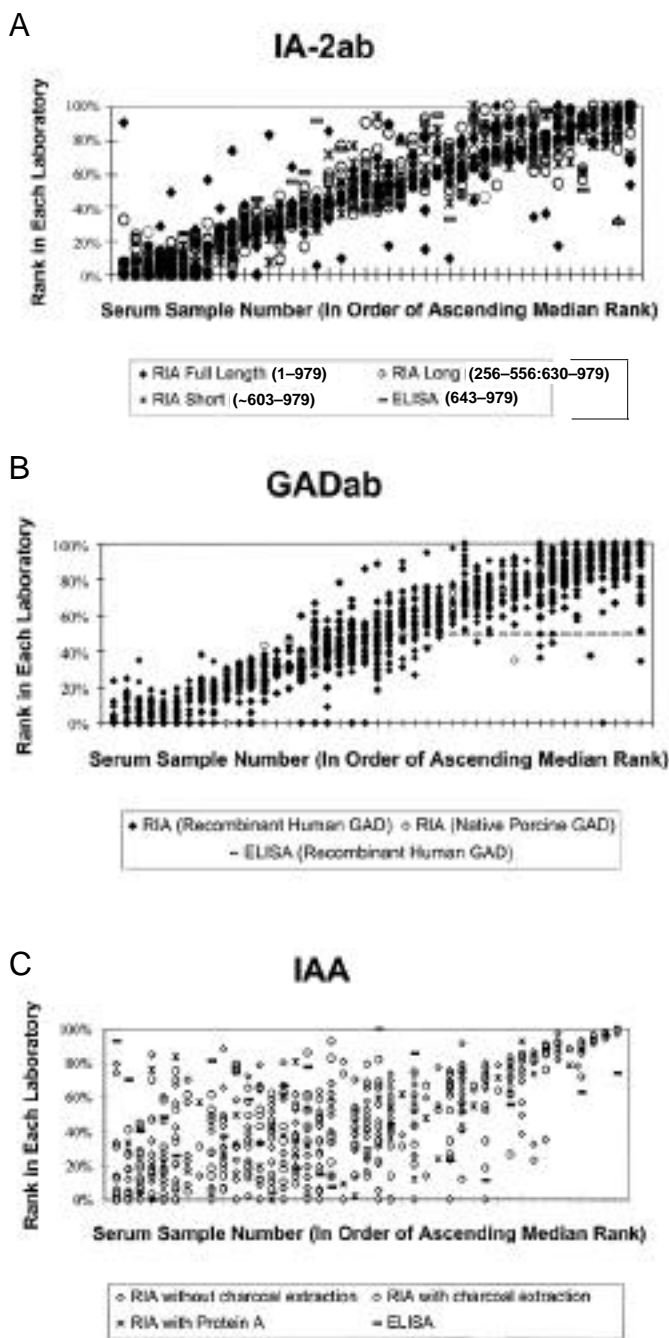 A
IA-2ab
Rank in Each Laboratory
100%
80%
60%
40%
20%
0%
Serum Sample Number (In Order of Ascending Median Rank)
♦ RIA Full Length (1–979) ○ RIA Long (256–556:630–979)
× RIA Short (~603–979) – ELISA (643–979)
B
GADab
Rank in Each Laboratory
100%
80%
60%
40%
20%
0%
Serum Sample Number (In Order of Ascending Median Rank)
♦ RIA (Recombinant Human GAD) ○ RIA (Native Porcine GAD)
– ELISA (Recombinant Human GAD)
C
IAA
Rank in Each Laboratory
100%
80%
60%
40%
20%
0%
Serum Sample Number (In Order of Ascending Median Rank)
◇ RIA without charcoal extraction ○ RIA with charcoal extraction
× RIA with Protein A – ELISA